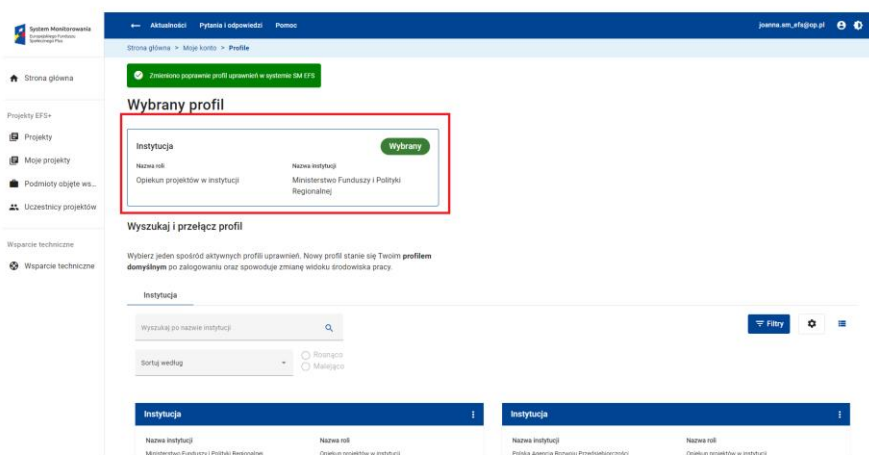 System Monitorowania
Europejskiego Funduszu
Społecznego Plus
← Aktualności Pytania i odpowiedzi Pomoc
joanna.sm_efs@op.pl
Strona główna > Moje konto > Profile
Strona główna
Projekty EFS+
Projekty
Moje projekty
Podmioty objęte ws...
Uczestnicy projektów
Wsparcie techniczne
Wsparcie techniczne
Zmieniono poprawnie profil uprawnień w systemie SM EFS
Wybrany profil
Instytucja
Wybrany
Nazwa roli Nazwa instytucji
Opiekun projektów w instytucji Ministerstwo Funduszy i Polityki
Regionalnej
Wyszukaj i przełącz profil
Wybierz jeden spośród aktywnych profili uprawnień. Nowy profil stanie się Twoim profilem
domyślnym po zalogowaniu oraz spowoduje zmianę widoku środowiska pracy.
Instytucja
Wyszukaj po nazwie instytucji
Filtry
Sortuj według
Rosnąco
Malejąco
Instytucja Instytucja
Nazwa instytucji Nazwa roli Nazwa instytucji Nazwa roli
Ministerstwo Funduszy i Polityki Regionalnej Opiekun projektów w instytucji Polska Agencja Rozwoju Przedsiębiorczości Opiekun projektów w instytucji